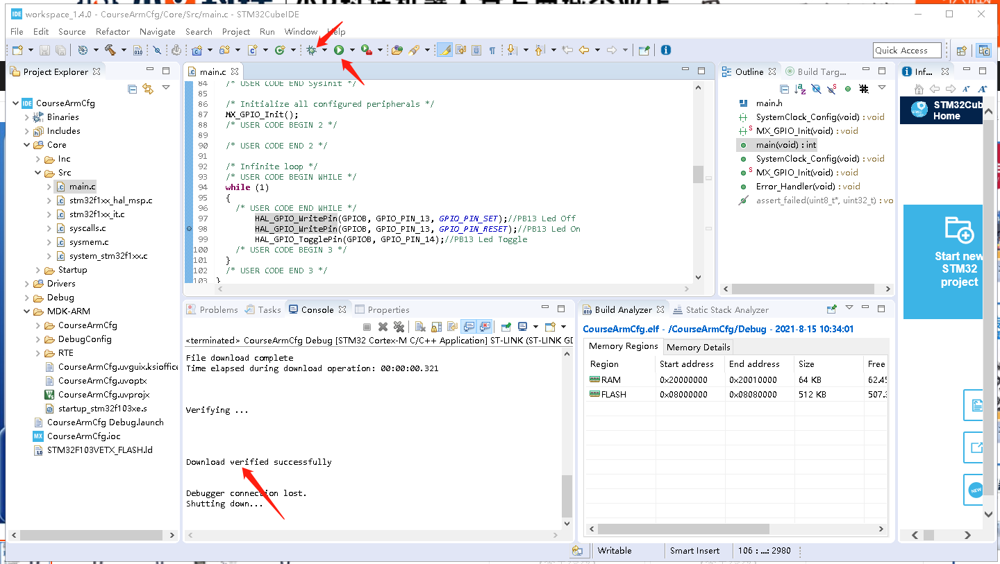 IDE workspace_1.4.0 - CourseArmCfg/Core/Src/main.c - STM32CubeIDE
File Edit Source Refactor Navigate Search Project Run Window Help
Quick Access
Project Explorer
IDE CourseArmCfg
Binaries
Includes
Core
Inc
Src
main.c
stm32f1xx_hal_msp.c
stm32f1xx_it.c
syscalls.c
sysmem.c
system_stm32f1xx.c
Startup
Drivers
Debug
MDK-ARM
CourseArmCfg
DebugConfig
RTE
CourseArmCfg.uvguix.ksioffice
CourseArmCfg.uvoptx
CourseArmCfg.uvprojx
startup_stm32f103xe.s
CourseArmCfg Debug.launch
MX CourseArmCfg.ioc
STM32F103VETX_FLASH.ld
main.c
84 /* USER CODE END SysInit */
85
86 /* Initialize all configured peripherals */
87 MX_GPIO_Init();
88 /* USER CODE BEGIN 2 */
89
90 /* USER CODE END 2 */
91
92 /* Infinite loop */
93 /* USER CODE BEGIN WHILE */
94 while (1)
95 {
96 /* USER CODE END WHILE */
97 HAL_GPIO_WritePin(GPIOB, GPIO_PIN_13, GPIO_PIN_SET);//PB13 Led Off
98 HAL_GPIO_WritePin(GPIOB, GPIO_PIN_13, GPIO_PIN_RESET);//PB13 Led On
99 HAL_GPIO_TogglePin(GPIOB, GPIO_PIN_14);//PB13 Led Toggle
100 /* USER CODE BEGIN 3 */
101 }
102 /* USER CODE END 3 */
103 }
Outline Build Targ...
main.h
SystemClock_Config(void) : void
MX_GPIO_Init(void) : void
main(void) : int
SystemClock_Config(void) : void
MX_GPIO_Init(void) : void
Error_Handler(void) : void
assert_failed(uint8_t*, uint32_t) : vo
Inf...
STM32Cub
Home
Start new
STM32
project
NEW
Problems Tasks Console Properties
<terminated> CourseArmCfg Debug [STM32 Cortex-M C/C++ Application] ST-LINK (ST-LINK GD
File download complete
Time elapsed during download operation: 00:00:00.321
Verifying ...
Download verified successfully
Debugger connection lost.
Shutting down...
Build Analyzer Static Stack Analyzer
CourseArmCfg.elf - /CourseArmCfg/Debug - 2021-8-15 10:34:01
Memory Regions Memory Details
Region Start address End address Size Free
RAM 0x20000000 0x20010000 64 KB 62.45
FLASH 0x08000000 0x08080000 512 KB 507.3
Writable Smart Insert 106 : ...: 2980